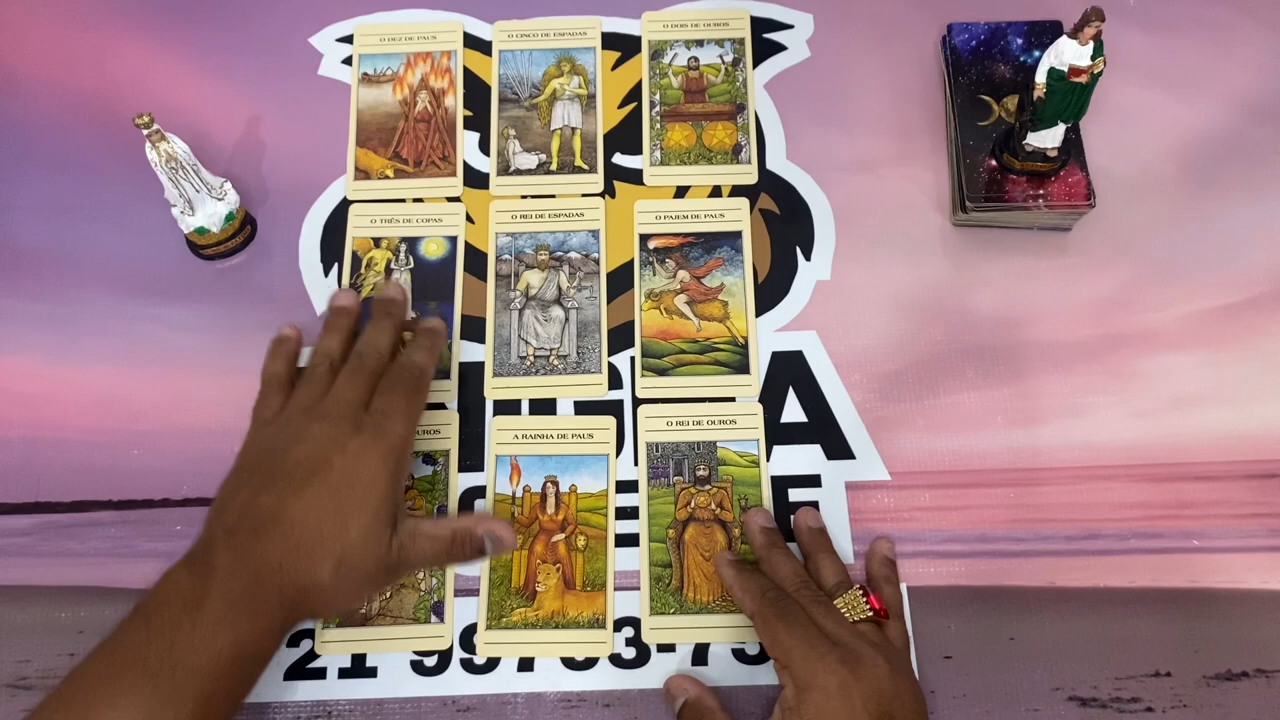 O DEZ DE PAUS
O CINCO DE ESPADAS
O DOIS DE OUROS
O TRÊS DE COPAS
O REI DE ESPADAS
O PAJEM DE PAUS
OUROS
A RAINHA DE PAUS
O REI DE OUROS